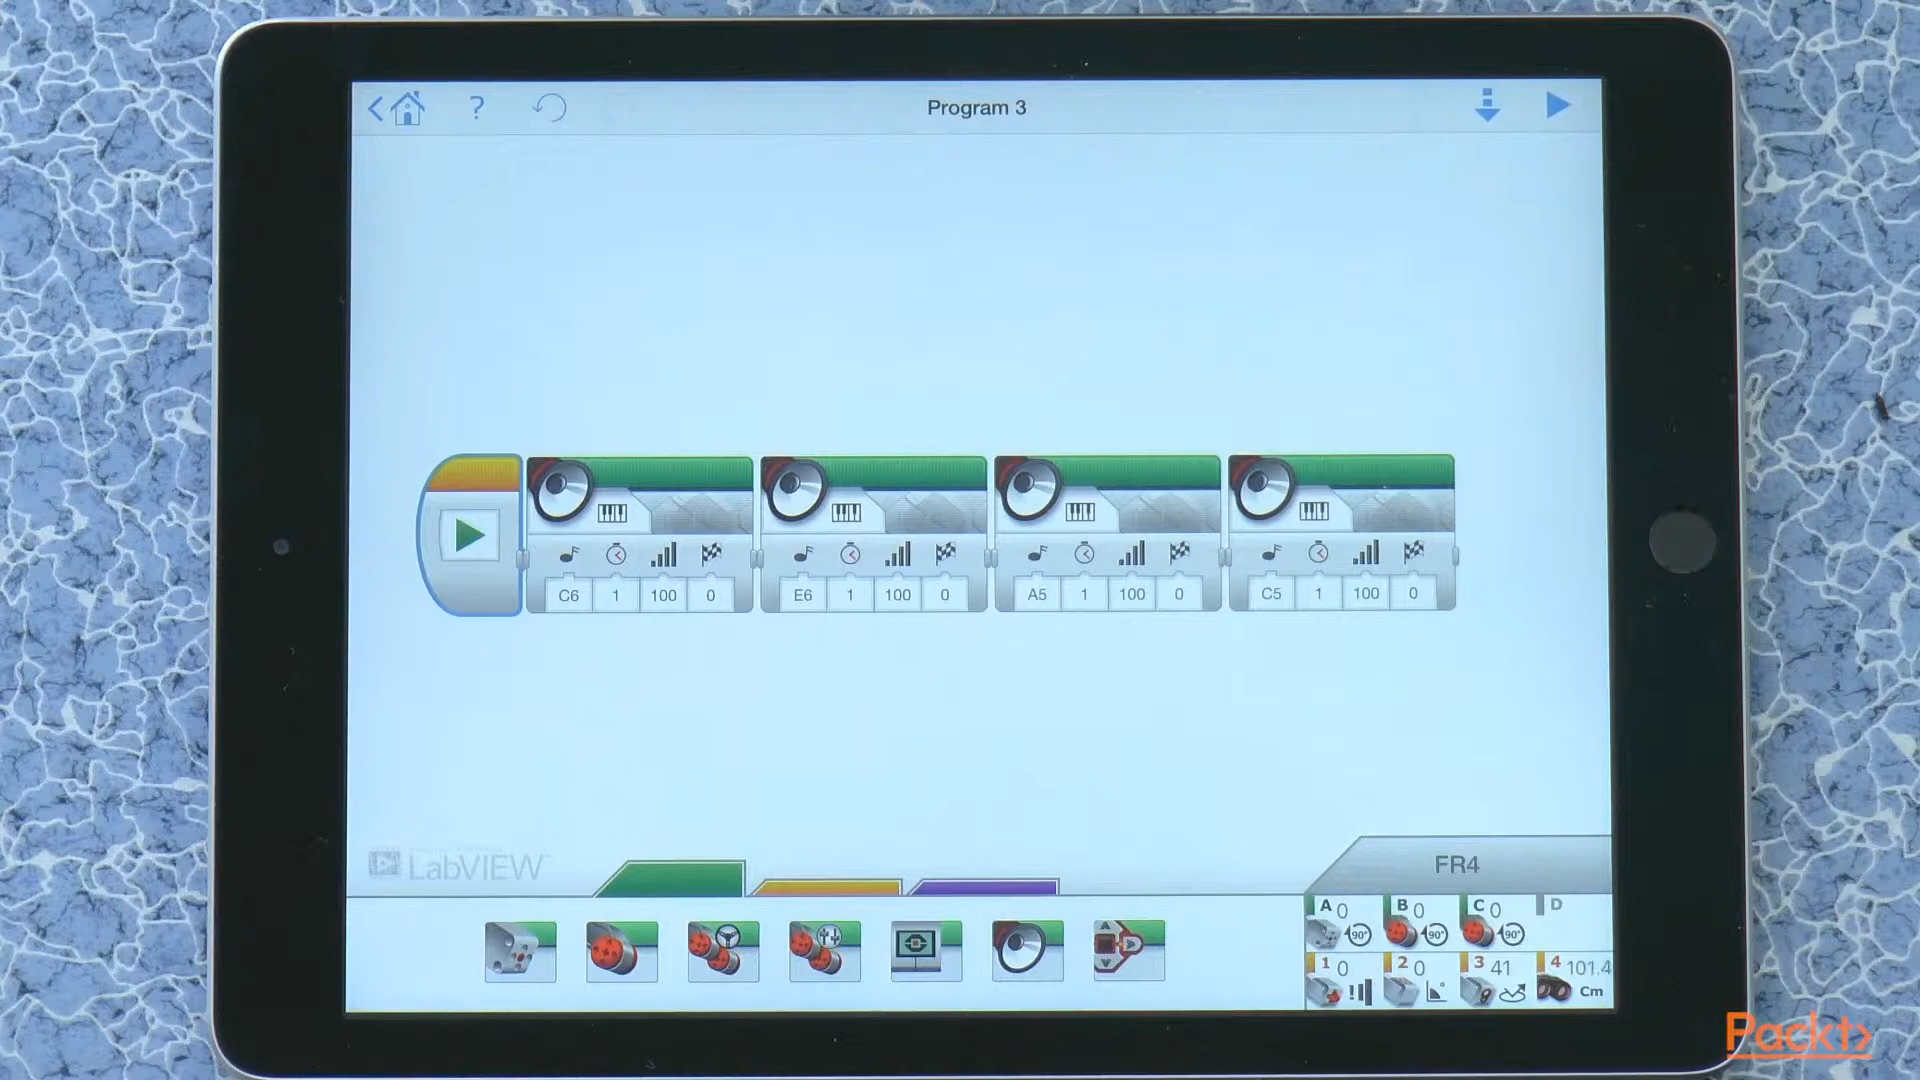 ?
Program 3
C6 1 100 0
E6 1 100 0
A5 1 100 0
C5 1 100 0
LabVIEW
FR4
A 0 B 0 C 0 D
90° 90° 90°
1 0 2 0 3 41 4 101.4
Cm
Packt>